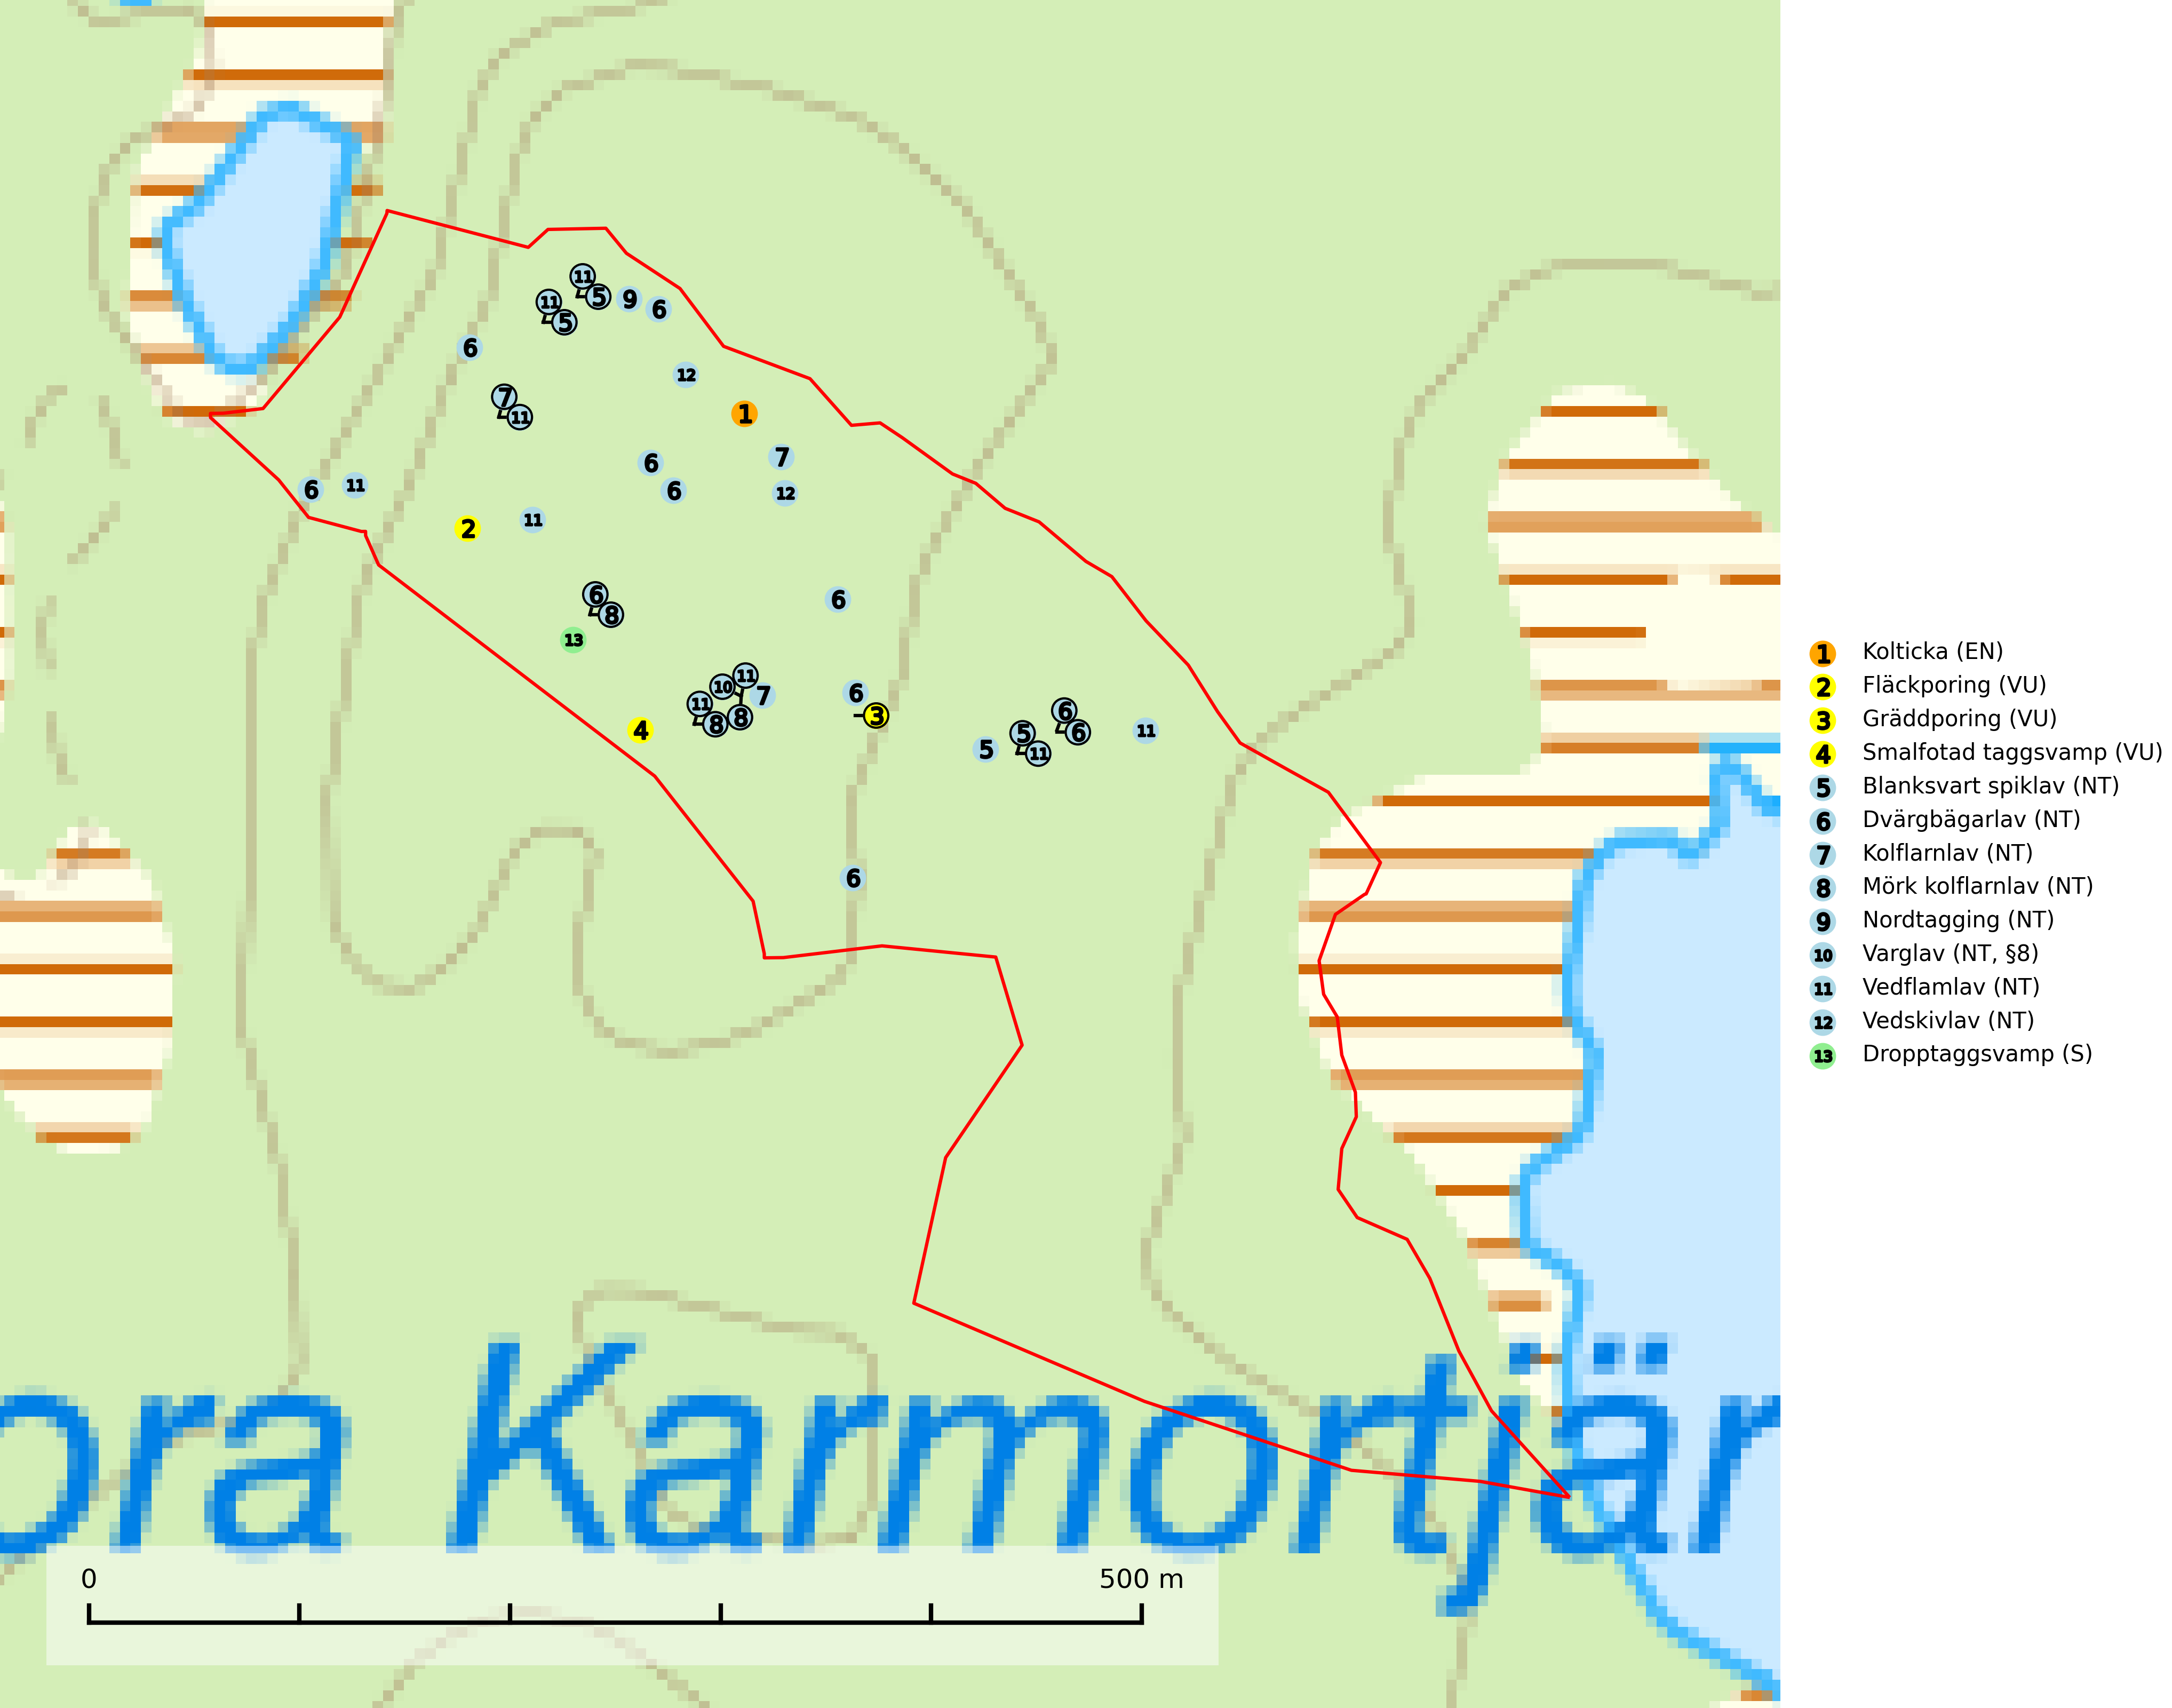 11
5
9
6
11
5
6
12
7
11
1
6
7
6
12
6
11
2
11
6
8
6
13
11
10
7
6
11
8
8
3
4
6
5
6
11
5
11
6
ora Karmortjär
0 500 m
1 Kolticka (EN)
2 Fläckporing (VU)
3 Gräddporing (VU)
4 Smalfotad taggsvamp (VU)
5 Blanksvart spiklav (NT)
6 Dvärgbägarlav (NT)
7 Kolflarnlav (NT)
8 Mörk kolflarnlav (NT)
9 Nordtagging (NT)
10 Varglav (NT, §8)
11 Vedflamlav (NT)
12 Vedskivlav (NT)
13 Dropptaggsvamp (S)